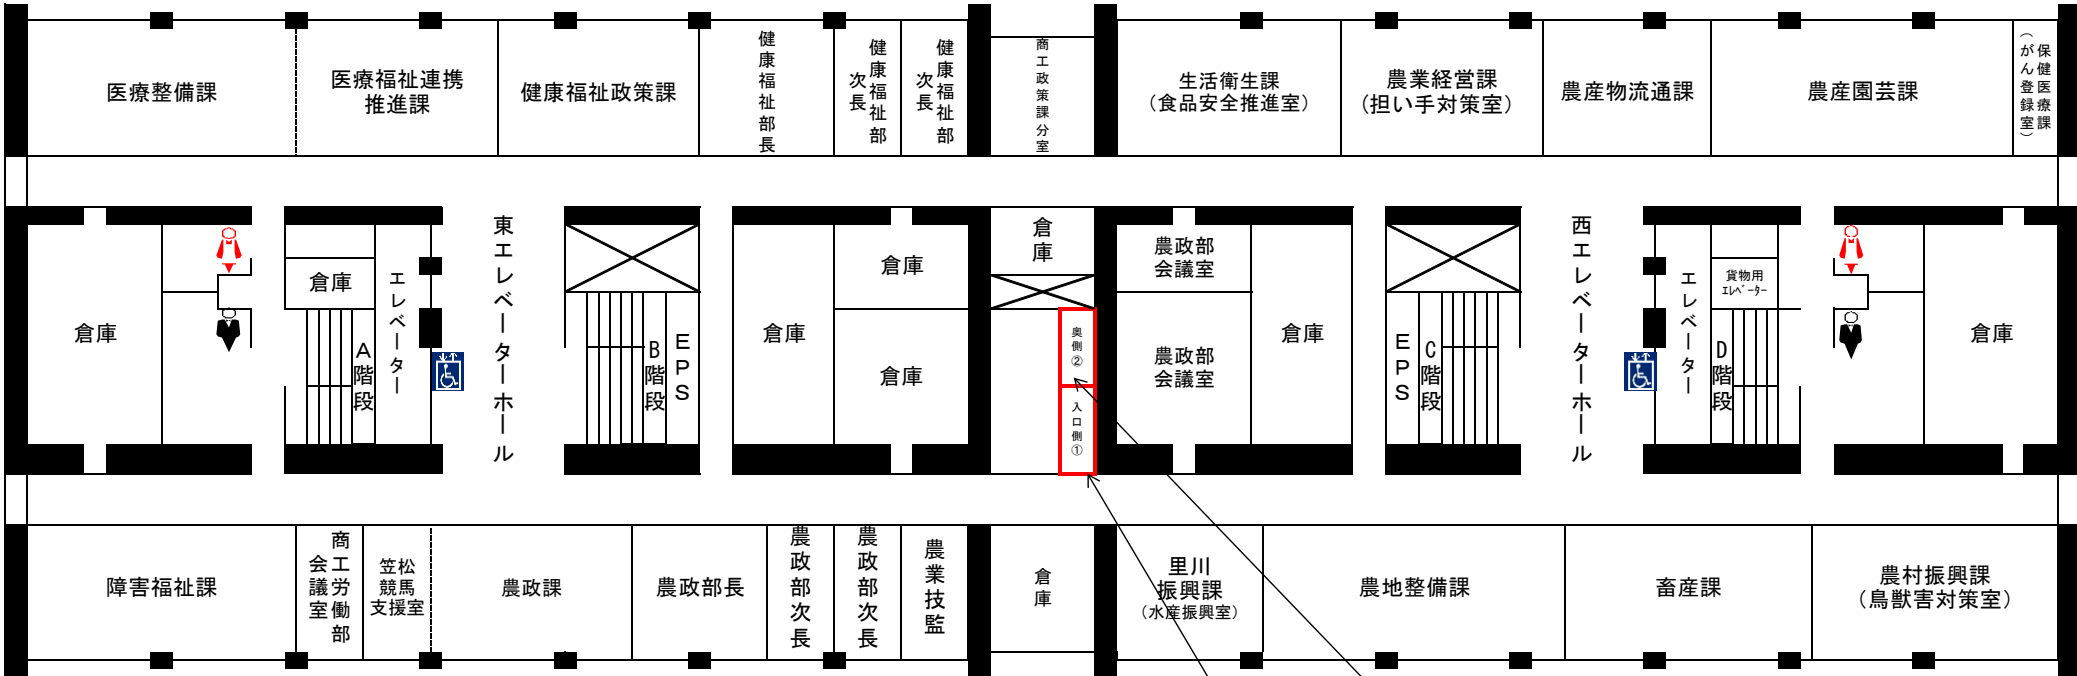 医療整備課
医療福祉連携
推進課
健康福祉政策課
健康福祉部長
健康福祉部
次長
健康福祉部
次長
商工政策課分室
生活衛生課
（食品安全推進室）
農業経営課
（担い手対策室）
農産物流通課
農産園芸課
保健医療課
（がん登録室）
倉庫
倉庫
A階段
エレベーター
東エレベーターホール
B階段
EPS
倉庫
倉庫
倉庫
倉庫
奥側②
入口側①
農政部
会議室
農政部
会議室
倉庫
EPS
C階段
西エレベーターホール
エレベーター
貨物用
ｴﾚﾍﾞｰﾀｰ
D階段
倉庫
障害福祉課
商工労働部
会議室
笠松
競馬
支援室
農政課
農政部長
農政部次長
農政部次長
農業技監
倉庫
里川
振興課
（水産振興室）
農地整備課
畜産課
農村振興課
（鳥獣害対策室）